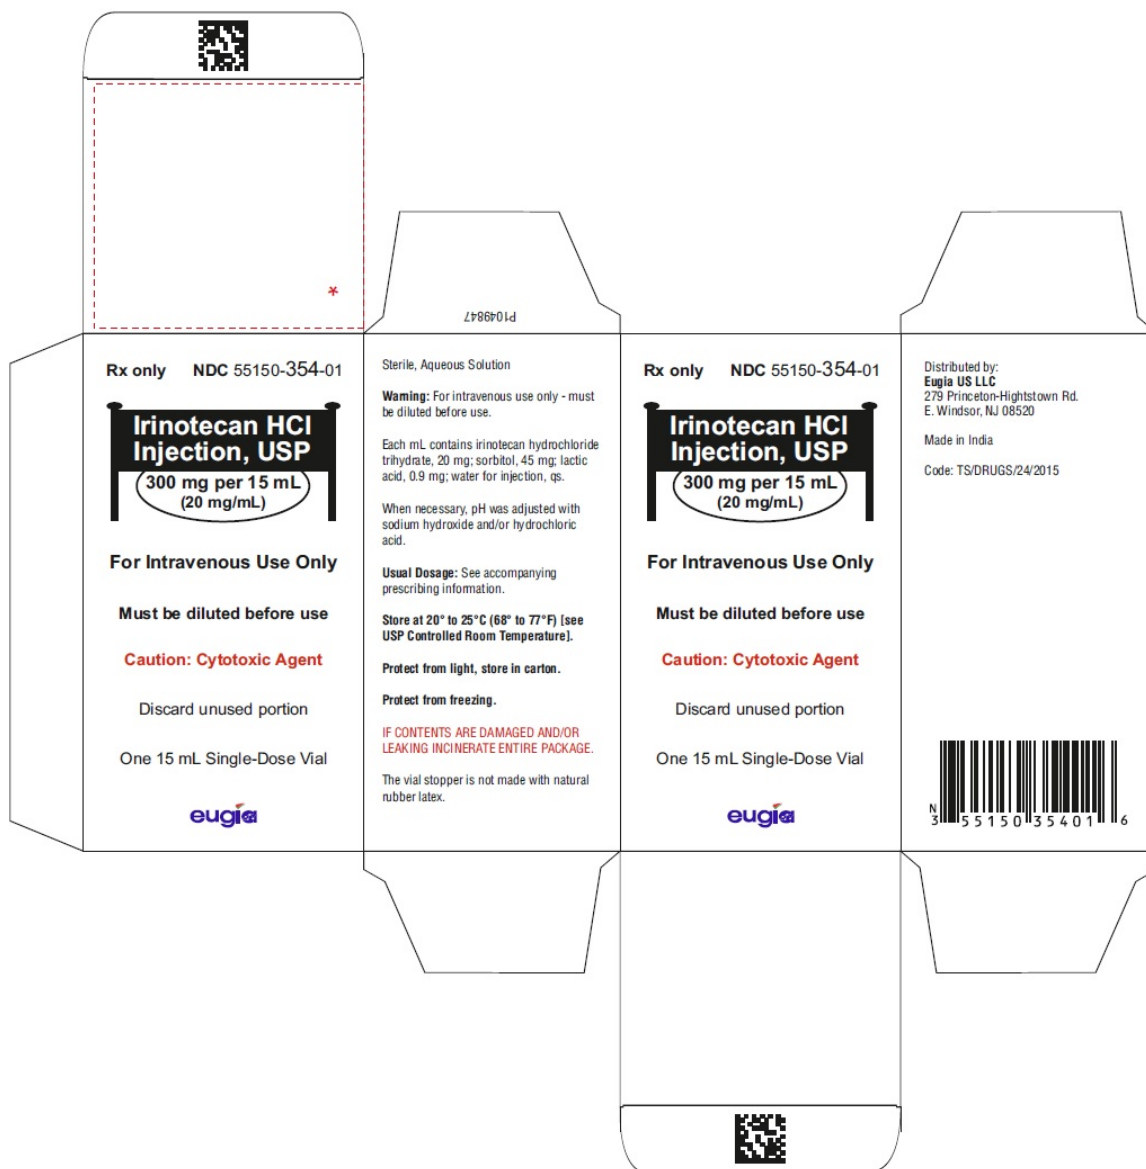 *
P1049847
Rx only NDC 55150-354-01
Irinotecan HCl
Injection, USP
300 mg per 15 mL
(20 mg/mL)
For Intravenous Use Only
Must be diluted before use
Caution: Cytotoxic Agent
Discard unused portion
One 15 mL Single-Dose Vial
eugia
Sterile, Aqueous Solution
Warning: For intravenous use only - must
be diluted before use.
Each mL contains irinotecan hydrochloride
trihydrate, 20 mg; sorbitol, 45 mg; lactic
acid, 0.9 mg; water for injection, qs.
When necessary, pH was adjusted with
sodium hydroxide and/or hydrochloric
acid.
Usual Dosage: See accompanying
prescribing information.
Store at 20° to 25°C (68° to 77°F) [see
USP Controlled Room Temperature].
Protect from light, store in carton.
Protect from freezing.
IF CONTENTS ARE DAMAGED AND/OR
LEAKING INCINERATE ENTIRE PACKAGE.
The vial stopper is not made with natural
rubber latex.
Rx only NDC 55150-354-01
Irinotecan HCl
Injection, USP
300 mg per 15 mL
(20 mg/mL)
For Intravenous Use Only
Must be diluted before use
Caution: Cytotoxic Agent
Discard unused portion
One 15 mL Single-Dose Vial
eugia
Distributed by:
Eugia US LLC
279 Princeton-Hightstown Rd.
E. Windsor, NJ 08520
Made in India
Code: TS/DRUGS/24/2015
N
3 55150 35401 6